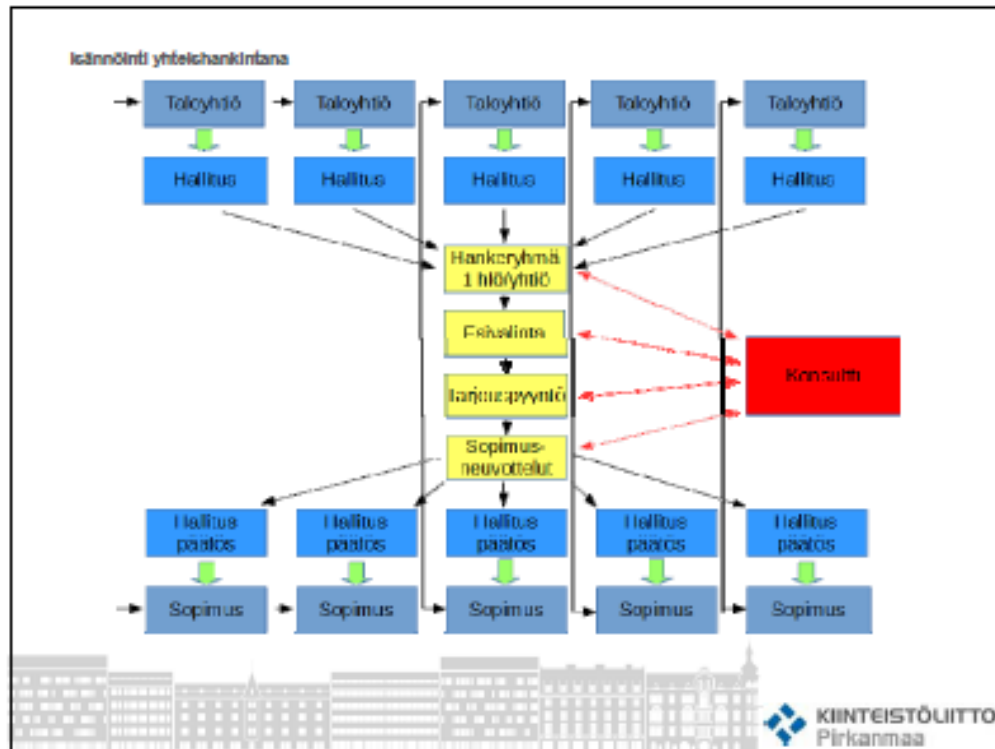 Isännöinti yhteishankintana
Taloyhtiö Taloyhtiö Taloyhtiö Taloyhtiö Taloyhtiö
Hallitus Hallitus Hallitus Hallitus Hallitus
Hankeryhmä
1 hlö/yhtiö
Esivalinta
Konsultti
Tarjouspyyntö
Sopimus-
neuvottelut
Hallitus Hallitus Hallitus Hallitus Hallitus
päätös päätös päätös päätös päätös
Sopimus Sopimus Sopimus Sopimus Sopimus
KIINTEISTÖLIITTO
Pirkanmaa